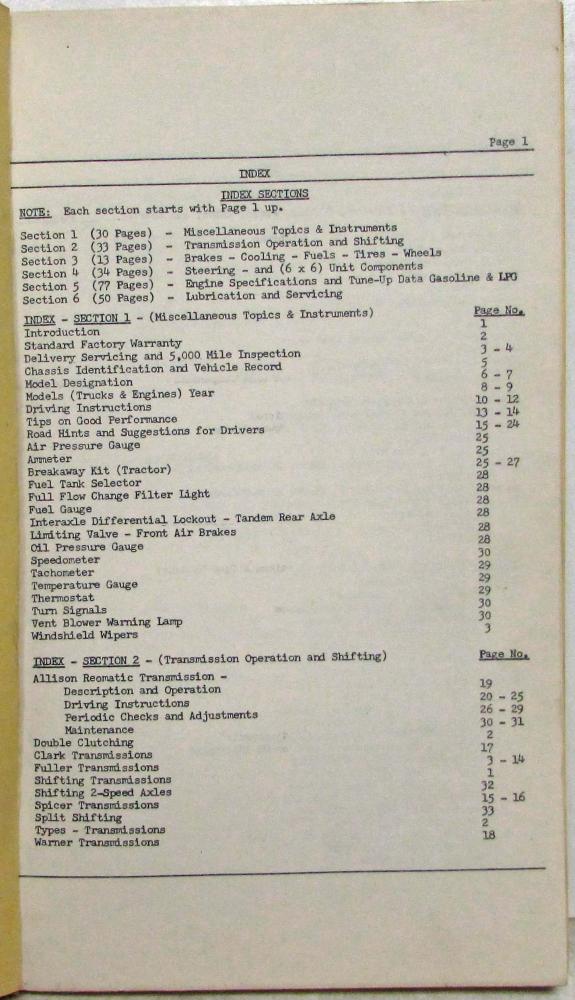 Page 1
INDEX
INDEX SECTIONS
NOTE: Each section starts with Page 1 up.
Section 1 (30 Pages) - Miscellaneous Topics & Instruments
Section 2 (33 Pages) - Transmission Operation and Shifting
Section 3 (13 Pages) - Brakes - Cooling - Fuels - Tires - Wheels
Section 4 (34 Pages) - Steering - and (6 x 6) Unit Components
Section 5 (77 Pages) - Engine Specifications and Tune-Up Data Gasoline & LPG
Section 6 (50 Pages) - Lubrication and Servicing
INDEX - SECTION 1 - (Miscellaneous Topics & Instruments) Page No.
Introduction 1
Standard Factory Warranty 2
Delivery Servicing and 5,000 Mile Inspection 3 - 4
Chassis Identification and Vehicle Record 5
Model Designation 6 - 7
Models (Trucks & Engines) Year 8 - 9
Driving Instructions 10 - 12
Tips on Good Performance 13 - 14
Road Hints and Suggestions for Drivers 15 - 24
Air Pressure Gauge 25
Ammeter 25
Breakaway Kit (Tractor) 25 - 27
Fuel Tank Selector 28
Full Flow Change Filter Light 28
Fuel Gauge 28
Interaxle Differential Lockout - Tandem Rear Axle 28
Limiting Valve - Front Air Brakes 28
Oil Pressure Gauge 28
Speedometer 30
Tachometer 29
Temperature Gauge 29
Thermostat 29
Turn Signals 30
Vent Blower Warning Lamp 30
Windshield Wipers 3
INDEX - SECTION 2 - (Transmission Operation and Shifting) Page No.
Allison Reomatic Transmission -
Description and Operation 19
Driving Instructions 20 - 25
Periodic Checks and Adjustments 26 - 29
Maintenance 30 - 31
Double Clutching 2
Clark Transmissions 17
Fuller Transmissions 3 - 14
Shifting Transmissions 1
Shifting 2-Speed Axles 32
Spicer Transmissions 15 - 16
Split Shifting 33
Types - Transmissions 2
Warner Transmissions 18